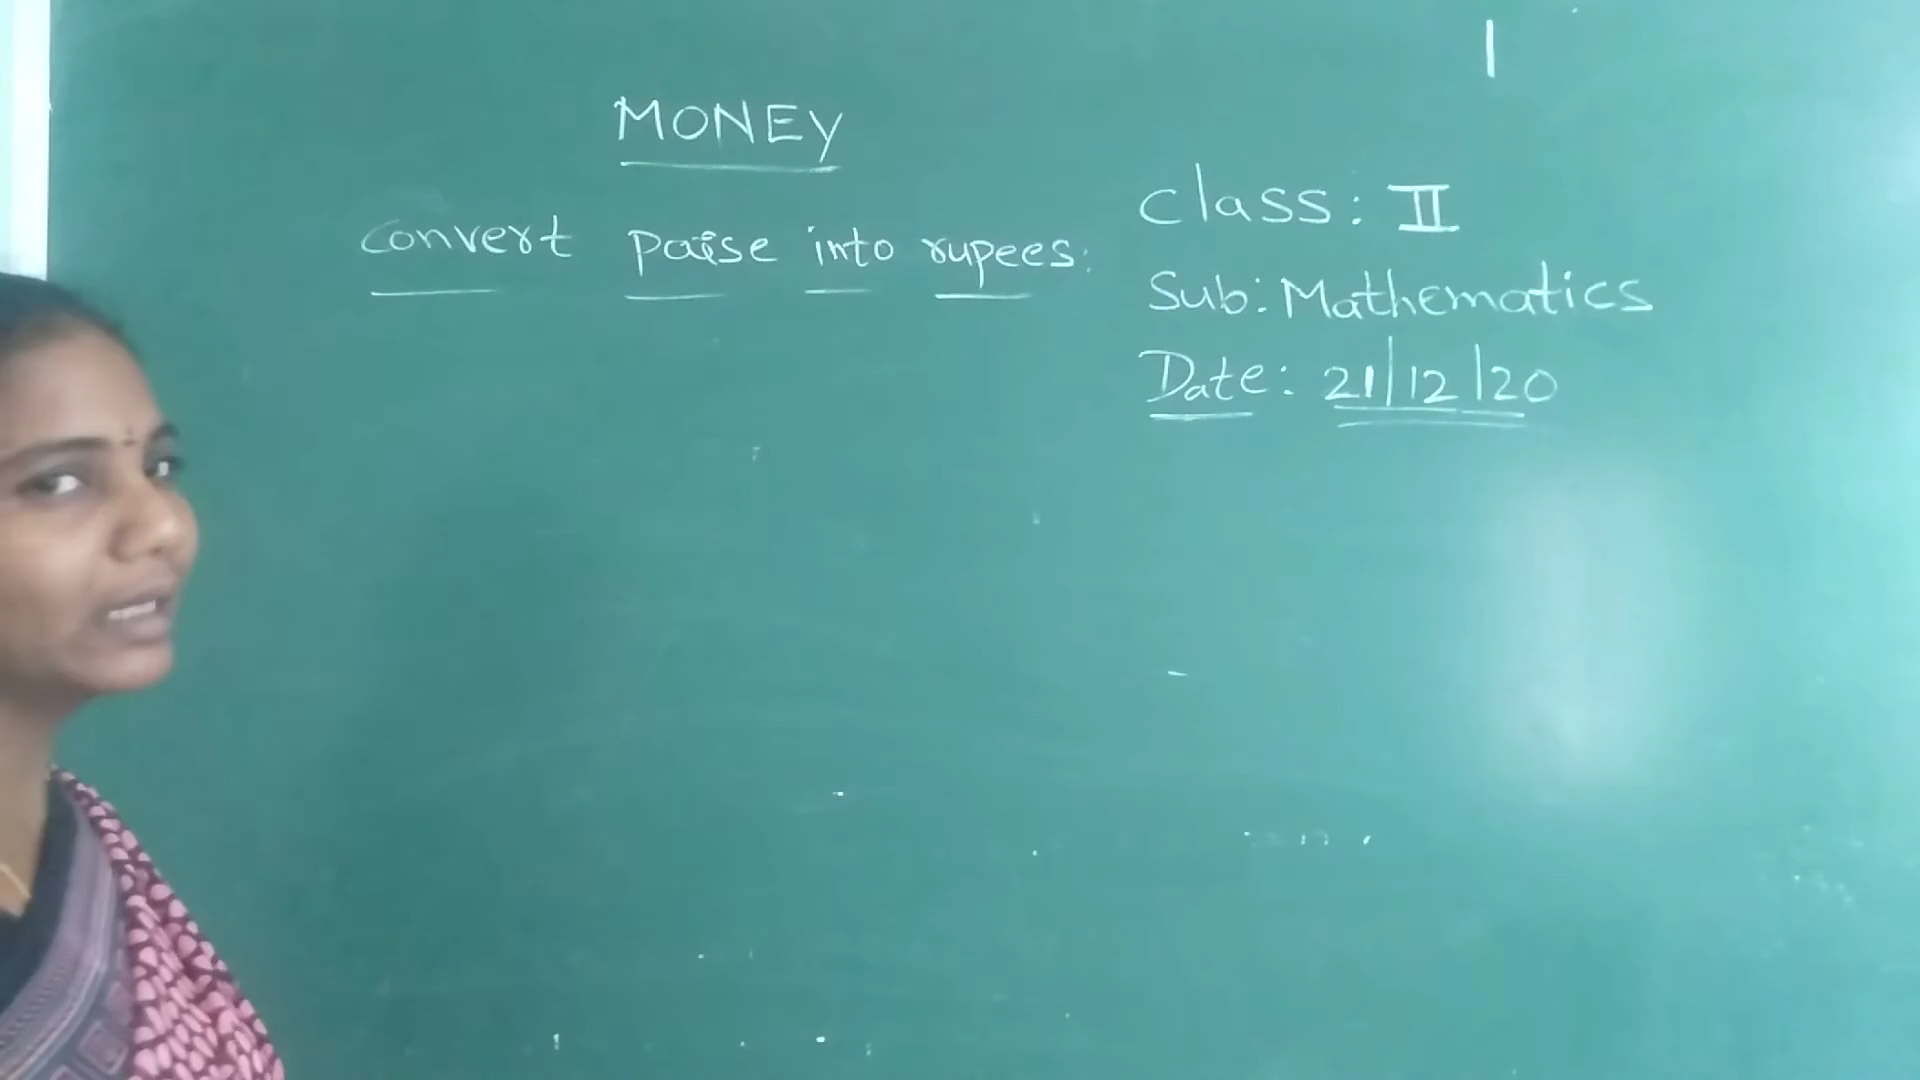 MONEY
Convert Paise into rupees:
Class: II
Sub: Mathematics
Date: 21/12/20